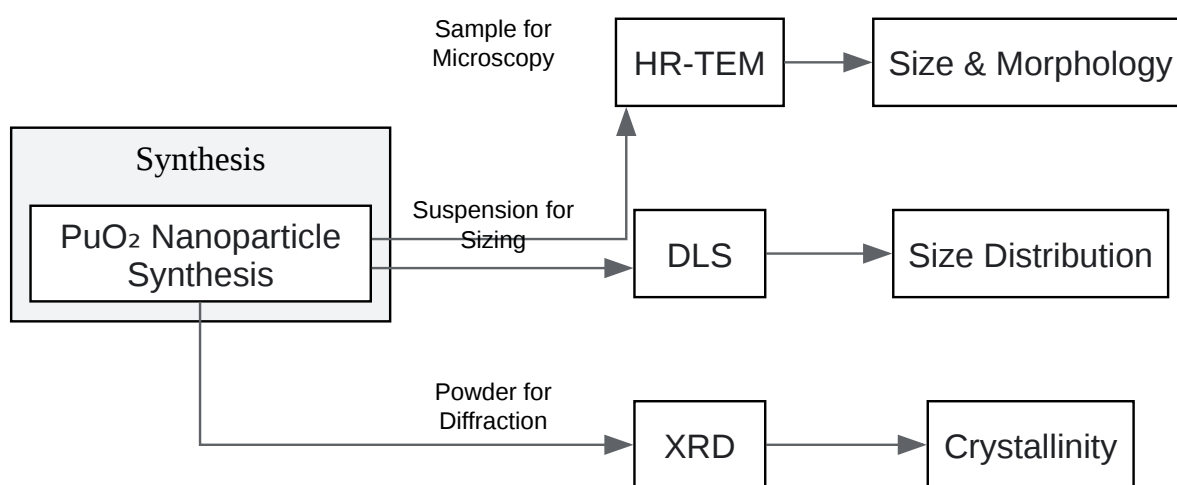 Sample for
Microscopy
HR-TEM
Size & Morphology
Synthesis
PuO₂ Nanoparticle
Synthesis
Suspension for
Sizing
DLS
Size Distribution
Powder for
Diffraction
XRD
Crystallinity